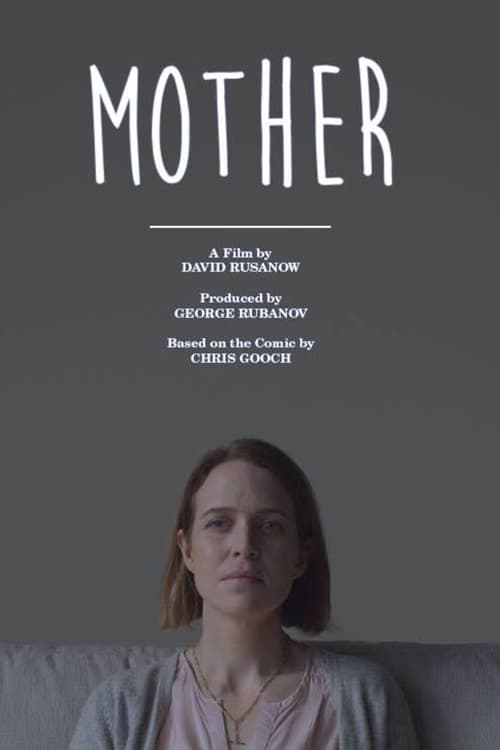 MOTHER
A Film by
DAVID RUSANOW
Produced by
GEORGE RUBANOV
Based on the Comic by
CHRIS GOOCH